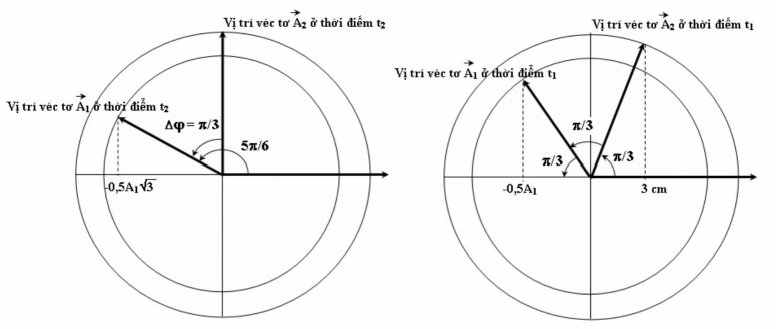 Vị trí véc tơ A₂ ở thời điểm t₂
Vị trí véc tơ A₁ ở thời điểm t₂
Δφ = π/3
5π/6
-0,5A₁√3
Vị trí véc tơ A₂ ở thời điểm t₁
Vị trí véc tơ A₁ ở thời điểm t₁
π/3
π/3
π/3
-0,5A₁
3 cm